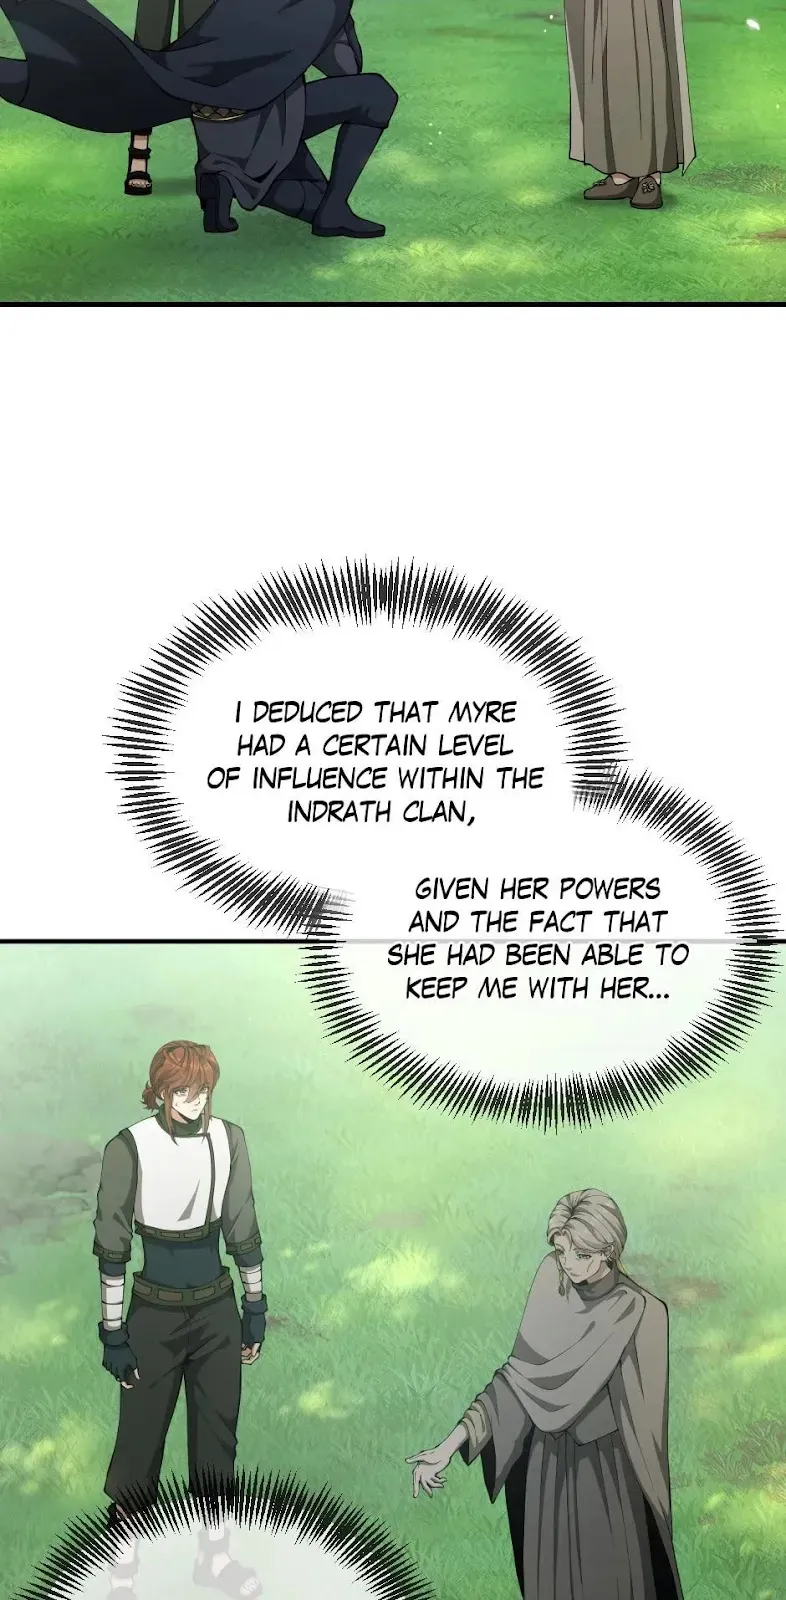 I DEDUCED THAT MYRE
HAD A CERTAIN LEVEL
OF INFLUENCE WITHIN THE
INDRATH CLAN,
GIVEN HER POWERS
AND THE FACT THAT
SHE HAD BEEN ABLE TO
KEEP ME WITH HER...